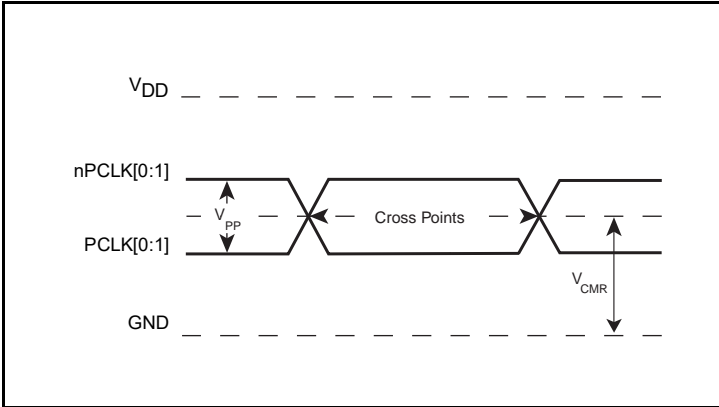 VDD
nPCLK[0:1]
VPP
Cross Points
PCLK[0:1]
VCMR
GND